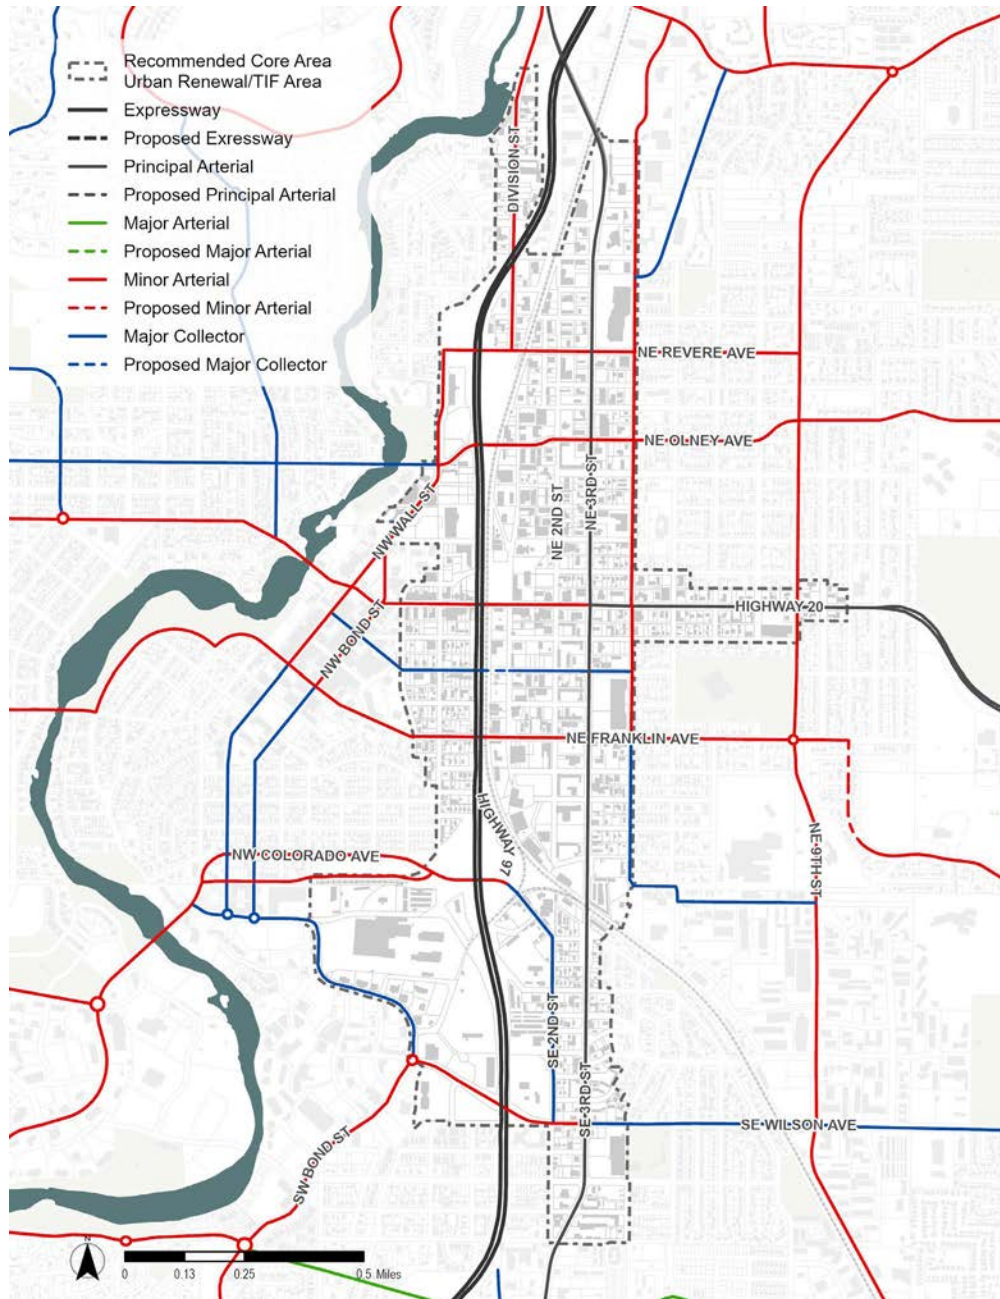 Recommended Core Area
Urban Renewal/TIF Area
Expressway
Proposed Exressway
Principal Arterial
Proposed Principal Arterial
Major Arterial
Proposed Major Arterial
Minor Arterial
Proposed Minor Arterial
Major Collector
Proposed Major Collector
DIVISION ST
NE REVERE AVE
NE OLNEY AVE
NW WALL ST
NE 2ND ST
NE 3RD ST
HIGHWAY 20
NW BOND ST
NE FRANKLIN AVE
HIGHWAY 97
NW COLORADO AVE
NE 9TH ST
SE 2ND ST
SE 3RD ST
SE WILSON AVE
SW BOND ST
N
0 0.13 0.25 0.5 Miles